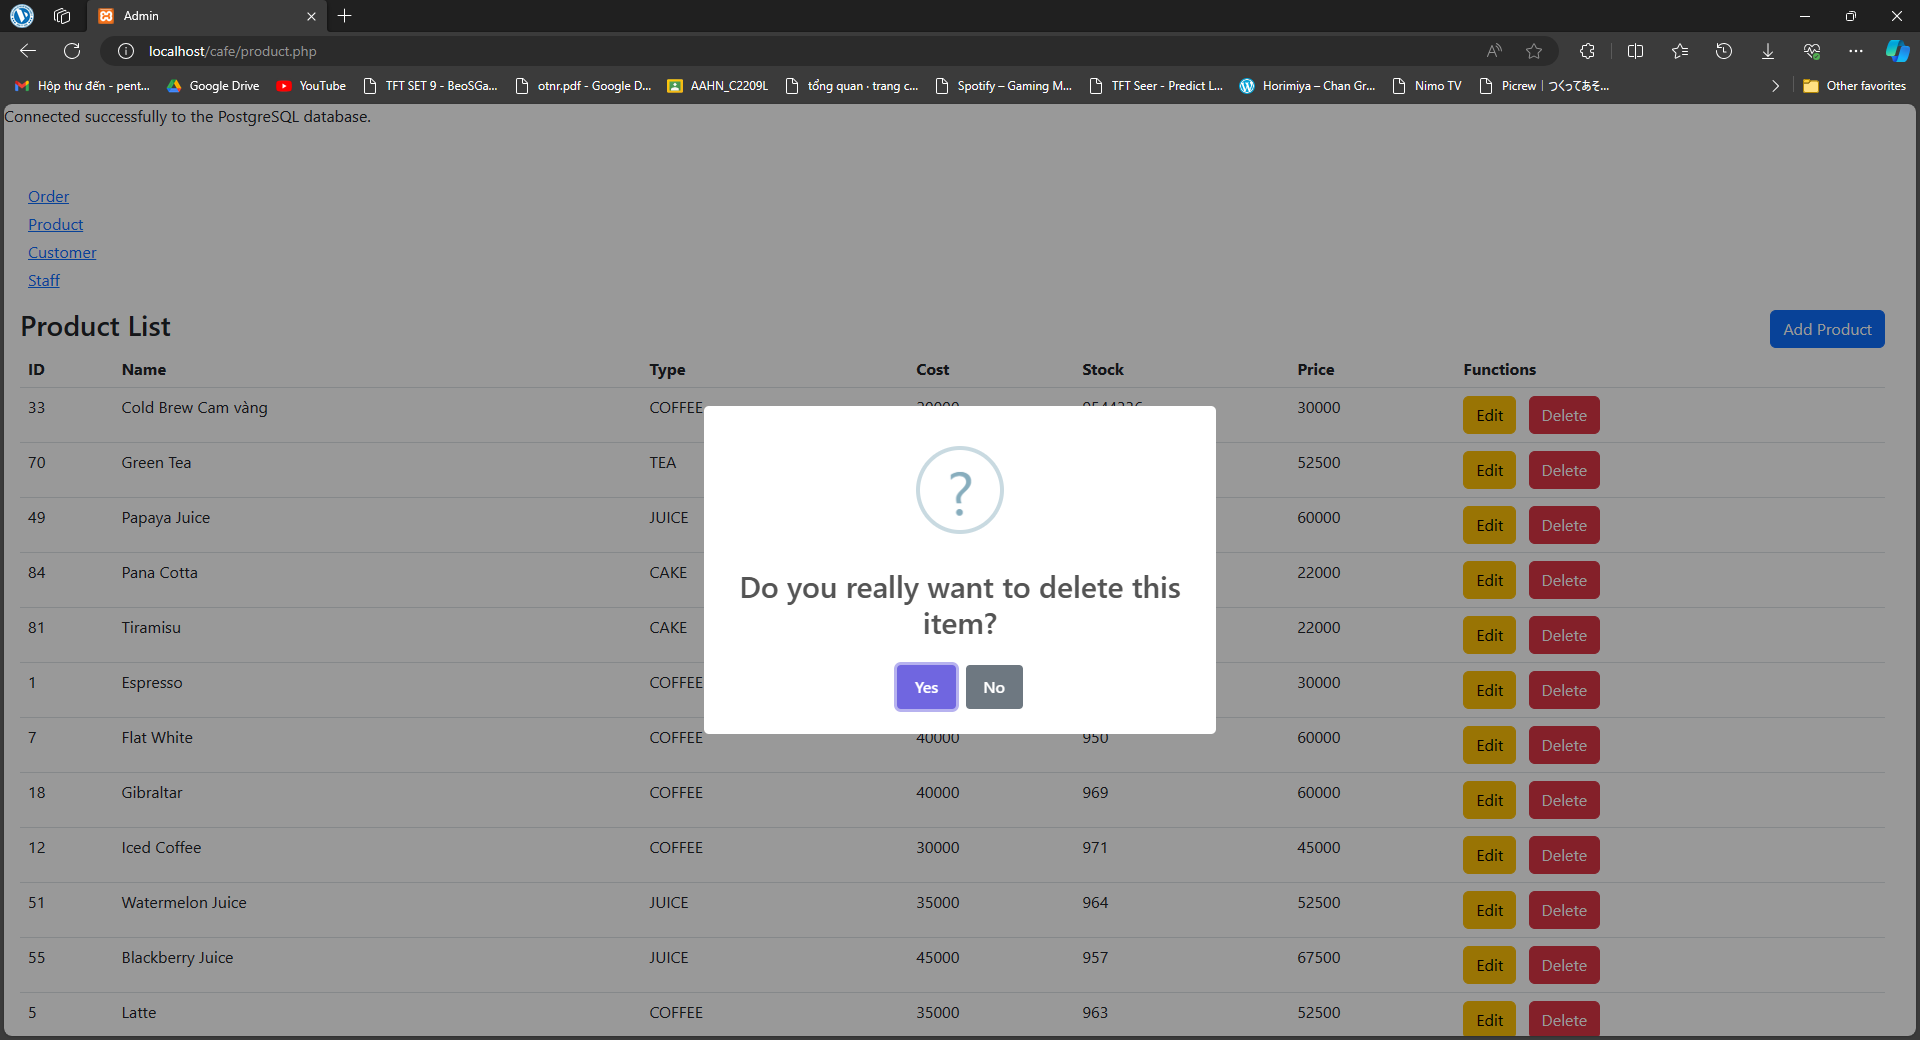 Admin
localhost/cafe/product.php
Hộp thư đến - pent... Google Drive YouTube TFT SET 9 - BeoSGa... otnr.pdf - Google D... AAHN_C2209L tổng quan · trang c... Spotify – Gaming M... TFT Seer - Predict L... Horimiya – Chan Gr... Nimo TV Picrew | つくってあそ... Other favorites
Connected successfully to the PostgreSQL database.
Order
Product
Customer
Staff
Product List Add Product
ID Name Type Cost Stock Price Functions
33 Cold Brew Cam vàng COFFEE 30000 Edit Delete
70 Green Tea TEA 52500 Edit Delete
49 Papaya Juice JUICE 60000 Edit Delete
84 Pana Cotta CAKE 22000 Edit Delete
81 Tiramisu CAKE 22000 Edit Delete
1 Espresso COFFEE 30000 Edit Delete
7 Flat White COFFEE 40000 950 60000 Edit Delete
18 Gibraltar COFFEE 40000 969 60000 Edit Delete
12 Iced Coffee COFFEE 30000 971 45000 Edit Delete
51 Watermelon Juice JUICE 35000 964 52500 Edit Delete
55 Blackberry Juice JUICE 45000 957 67500 Edit Delete
5 Latte COFFEE 35000 963 52500 Edit Delete
?
Do you really want to delete this
item?
Yes No